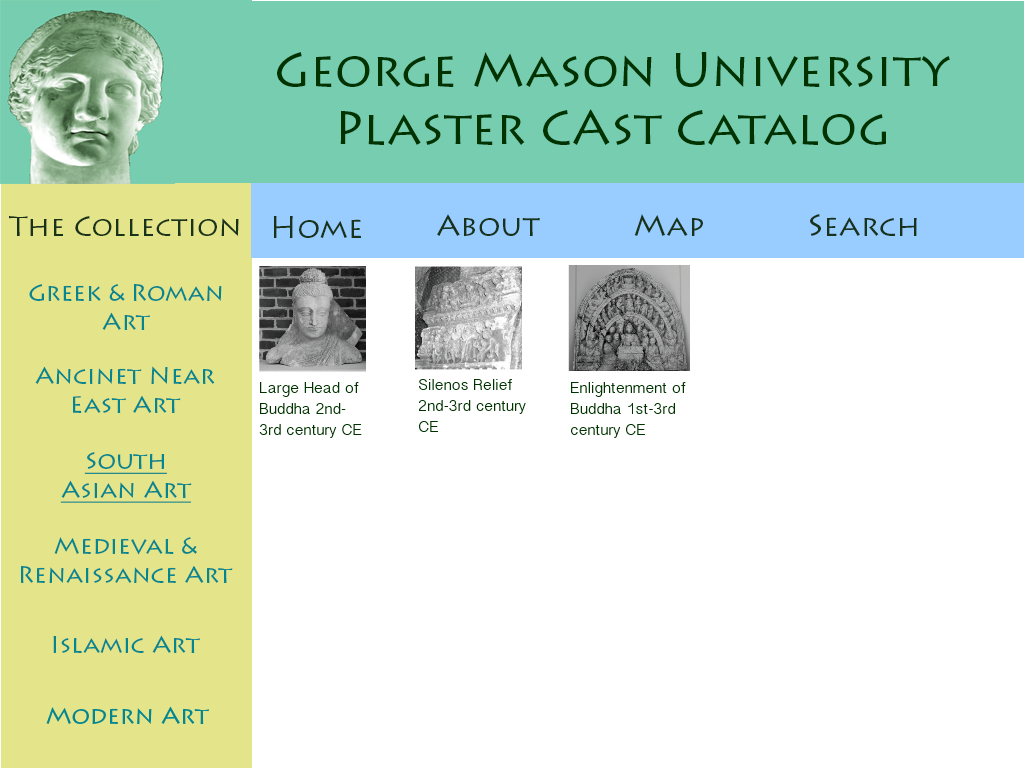 George Mason University
Plaster CAst Catalog
The Collection
Home
About
Map
Search
Greek & Roman
Art
Ancinet Near
East Art
South
Asian Art
Medieval &
Renaissance Art
Islamic Art
Modern Art
Large Head of
Buddha 2nd-
3rd century CE
Silenos Relief
2nd-3rd century
CE
Enlightenment of
Buddha 1st-3rd
century CE